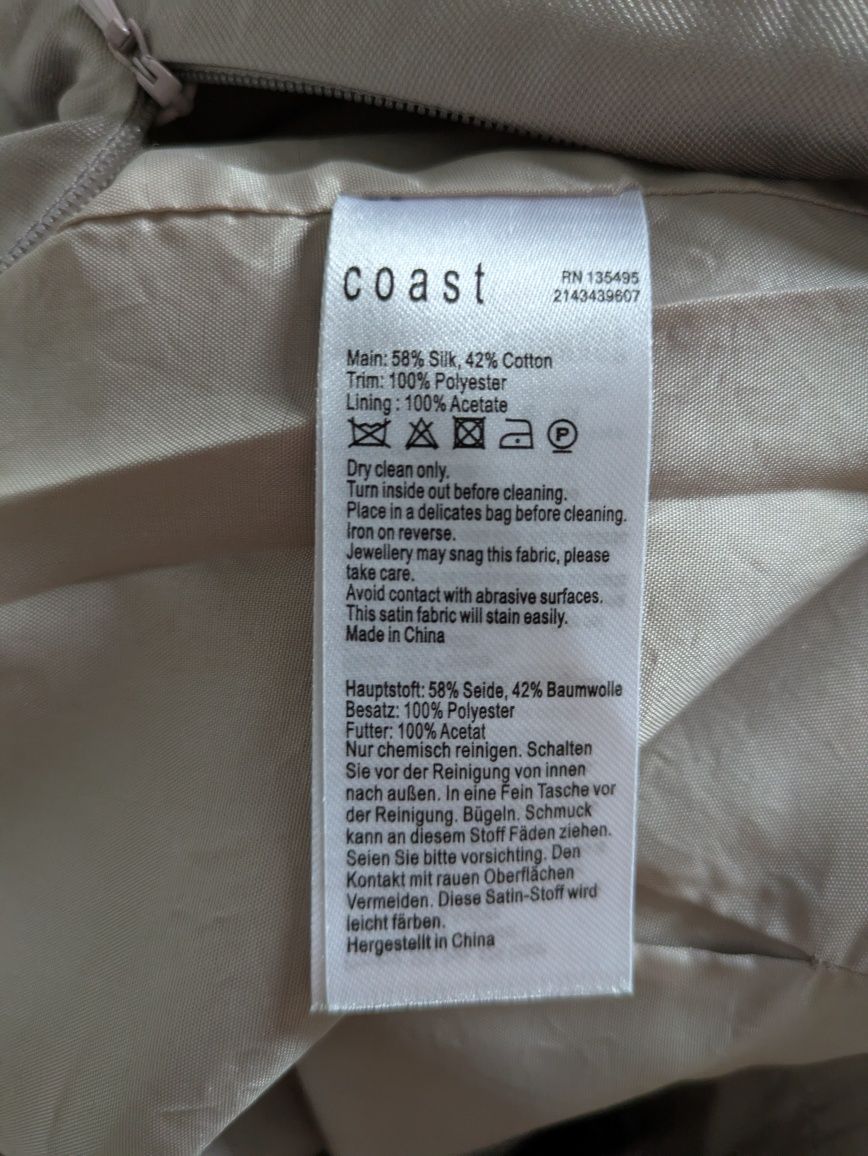 coast
RN 135495
2143439607
Main: 58% Silk, 42% Cotton
Trim: 100% Polyester
Lining : 100% Acetate
P
Dry clean only.
Turn inside out before cleaning.
Place in a delicates bag before cleaning.
Iron on reverse.
Jewellery may snag this fabric, please
take care.
Avoid contact with abrasive surfaces.
This satin fabric will stain easily.
Made in China
Hauptstoft: 58% Seide, 42% Baumwolle
Besatz: 100% Polyester
Futter: 100% Acetat
Nur chemisch reinigen. Schalten
Sie vor der Reinigung von innen
nach außen. In eine Fein Tasche vor
der Reinigung. Bügeln. Schmuck
kann an diesem Stoff Fäden ziehen.
Seien Sie bitte vorsichting. Den
Kontakt mit rauen Oberflächen
Vermeiden. Diese Satin-Stoff wird
leicht färben.
Hergestellt in China